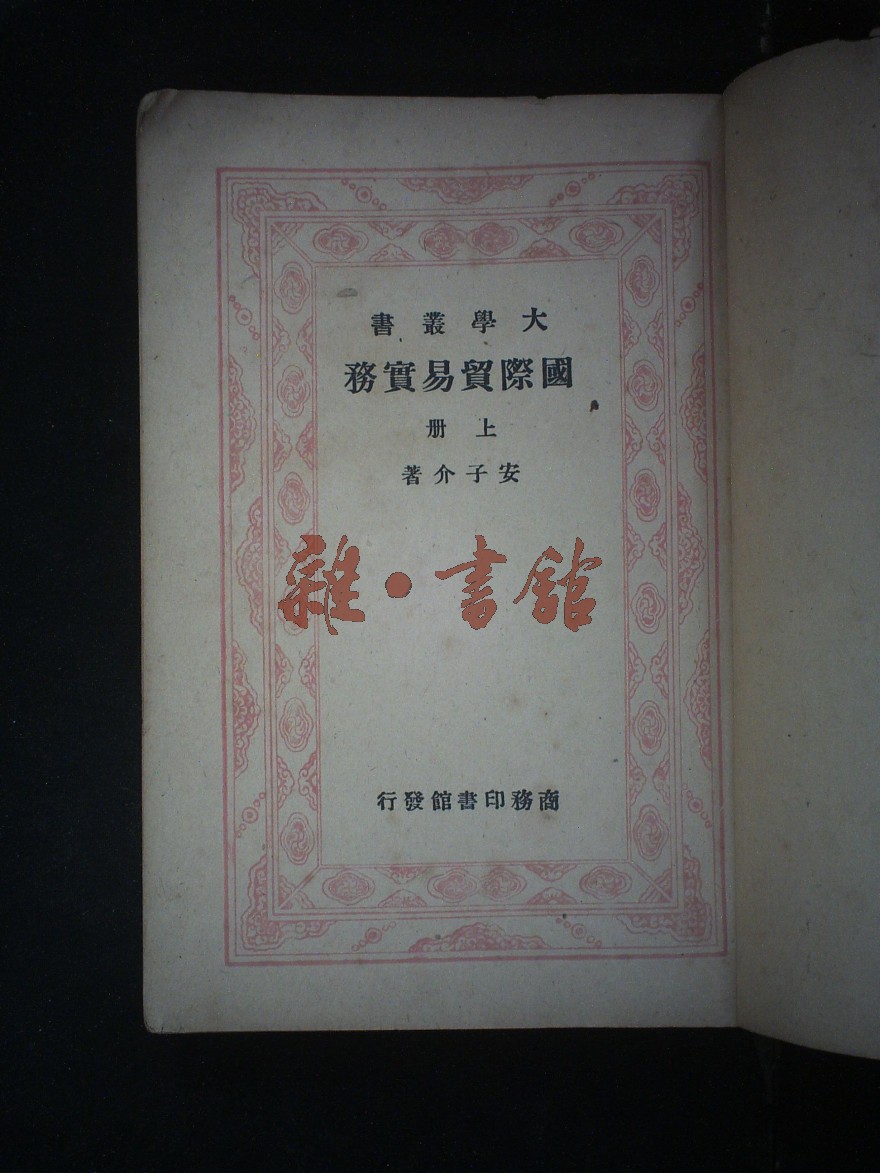 大學叢書
國際貿易實務
上册
安子介著
雜·書館
商務印書館發行